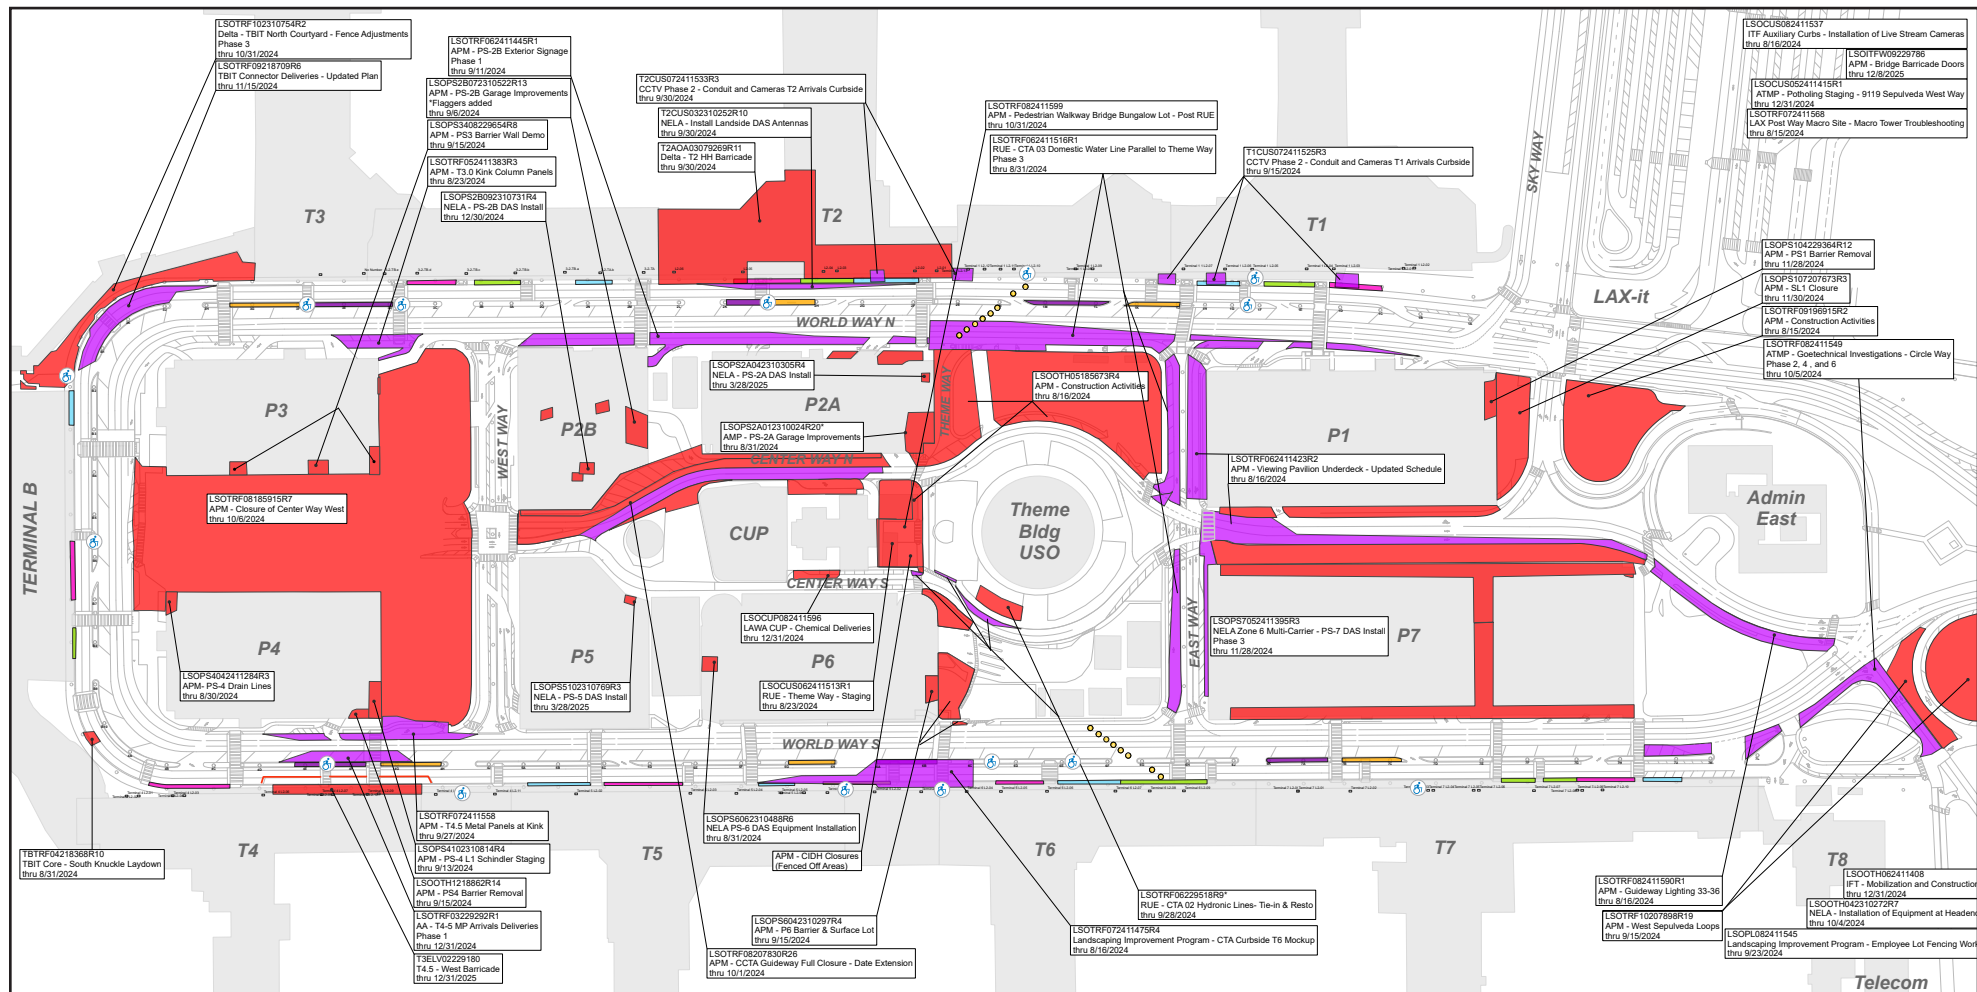 LSOTRF102310754R2
Delta - TBIT North Courtyard - Fence Adjustments
Phase 3
thru 10/31/2024
LSOTRF09218709R6
TBIT Connector Deliveries - Updated Plan
thru 11/15/2024
LSOTRF062411445R1
APM - PS-2B Exterior Signage
Phase 1
thru 9/11/2024
LSOPS2B072310522R13
APM - PS-2B Garage Improvements
*Flaggers added
thru 9/6/2024
LSOPS3408229654R8
APM - PS3 Barrier Wall Demo
thru 9/15/2024
LSOTRF052411383R3
APM - T3.0 Kink Column Panels
thru 8/23/2024
LSOPS2B092310731R4
NELA - PS-2B DAS Install
thru 12/30/2024
T2CUS072411533R3
CCTV Phase 2 - Conduit and Cameras T2 Arrivals Curbside
thru 9/30/2024
T2CUS032310252R10
NELA - Install Landside DAS Antennas
thru 9/30/2024
T2AOA03079269R11
Delta - T2 HH Barricade
thru 9/30/2024
LSOTRF082411599
APM - Pedestrian Walkway Bridge Bungalow Lot - Post RUE
thru 10/31/2024
LSOTRF062411516R1
RUE - CTA 03 Domestic Water Line Parallel to Theme Way
Phase 3
thru 8/31/2024
T1CUS072411525R3
CCTV Phase 2 - Conduit and Cameras T1 Arrivals Curbside
thru 9/15/2024
LSOCUS082411537
ITF Auxiliary Curbs - Installation of Live Stream Cameras
thru 8/16/2024
LSOITFW09229786
APM - Bridge Barricade Doors
thru 12/8/2025
LSOCUS052411415R1
ATMP - Potholing Staging - 9119 Sepulveda West Way
thru 12/31/2024
LSOTRF072411568
LAX Post Way Macro Site - Macro Tower Troubleshooting
thru 8/15/2024
SKY WAY
T3
T2
T1
LAX-it
LSOPS104229364R12
APM - PS1 Barrier Removal
thru 11/28/2024
LSOPS107207673R3
APM - SL1 Closure
thru 11/30/2024
LSOTRF09196915R2
APM - Construction Activities
thru 8/15/2024
LSOTRF082411549
ATMP - Goetechnical Investigations - Circle Way
Phase 2, 4 , and 6
thru 10/5/2024
WORLD WAY N
LSOPS2A042310305R4
NELA - PS-2A DAS Install
thru 3/28/2025
LSOOTH05185673R4
APM - Construction Activities
thru 8/16/2024
THEME WAY
P3
P2B
P2A
P1
WEST WAY
LSOPS2A012310024R20*
AMP - PS-2A Garage Improvements
thru 8/31/2024
CENTER WAY N
LSOTRF062411423R2
APM - Viewing Pavilion Underdeck - Updated Schedule
thru 8/16/2024
LSOTRF08185915R7
APM - Closure of Center Way West
thru 10/6/2024
TERMINAL B
CUP
Theme
Bldg
USO
Admin
East
CENTER WAY S
EAST WAY
LSOCUP082411596
LAWA CUP - Chemical Deliveries
thru 12/31/2024
LSOPS7052411395R3
NELA Zone 6 Multi-Carrier - PS-7 DAS Install
Phase 3
thru 11/28/2024
P4
P5
P6
P7
LSOPS4042411284R3
APM- PS-4 Drain Lines
thru 8/30/2024
LSOPS5102310769R3
NELA - PS-5 DAS Install
thru 3/28/2025
LSOCUS062411513R1
RUE - Theme Way - Staging
thru 8/23/2024
WORLD WAY S
T4
T5
T6
T7
T8
TBTRF04218368R10
TBIT Core - South Knuckle Laydown
thru 8/31/2024
LSOTRF072411558
APM - T4.5 Metal Panels at Kink
thru 9/27/2024
LSOPS4102310814R4
APM - PS-4 L1 Schindler Staging
thru 9/13/2024
LSOOTH1218862R14
APM - PS4 Barrier Removal
thru 9/15/2024
LSOTRF03229292R1
AA - T4-5 MP Arrivals Deliveries
Phase 1
thru 12/31/2024
T3ELV02229180
T4.5 - West Barricade
thru 12/31/2025
LSOPS6062310488R6
NELA PS-6 DAS Equipment Installation
thru 8/31/2024
APM - CIDH Closures
(Fenced Off Areas)
LSOPS6042310297R4
APM - P6 Barrier & Surface Lot
thru 9/15/2024
LSOTRF08207830R26
APM - CCTA Guideway Full Closure - Date Extension
thru 10/1/2024
LSOTRF06229518R9*
RUE - CTA 02 Hydronic Lines- Tie-in & Resto
thru 9/28/2024
LSOTRF072411475R4
Landscaping Improvement Program - CTA Curbside T6 Mockup
thru 8/16/2024
LSOTRF082411590R1
APM - Guideway Lighting 33-36
thru 8/16/2024
LSOTRF10207898R19
APM - West Sepulveda Loops
thru 9/15/2024
LSOOTH062411408
IFT - Mobilization and Construction
thru 12/31/2024
LSOOTH042310272R7
NELA - Installation of Equipment at Headend
thru 10/4/2024
LSOPL082411545
Landscaping Improvement Program - Employee Lot Fencing Work
thru 9/23/2024
Telecom